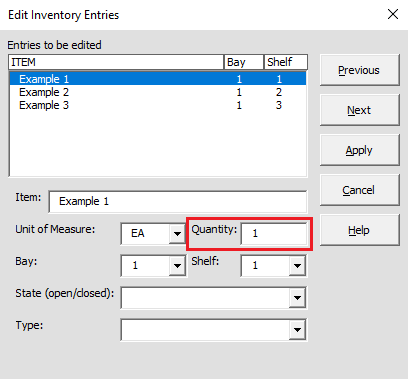 Edit Inventory Entries
Entries to be edited
ITEM Bay Shelf
Example 1 1 1
Example 2 1 2
Example 3 1 3
Previous
Next
Apply
Cancel
Help
Item: Example 1
Unit of Measure: EA Quantity: 1
Bay: 1 Shelf: 1
State (open/closed):
Type: